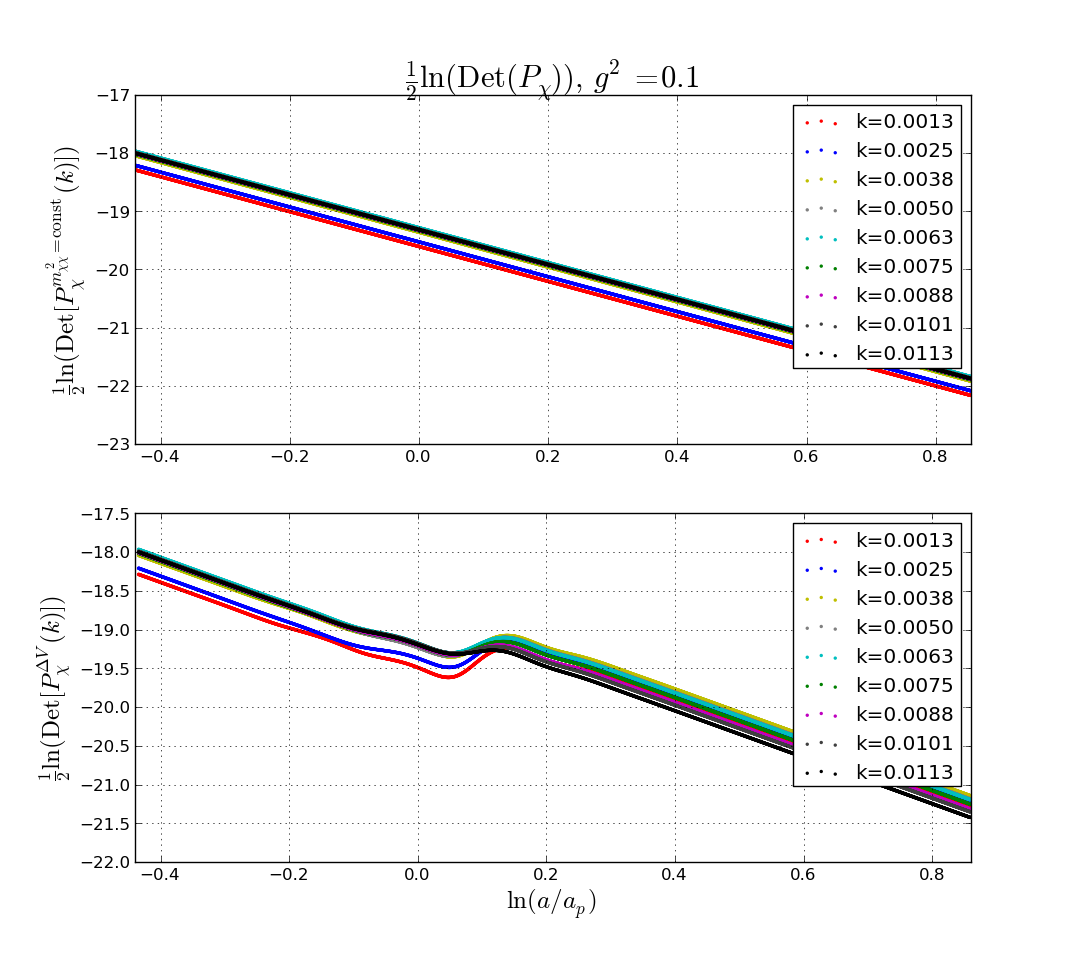 ½ln(Det(Pχ)), g² =0.1
½ln(Det[Pχ^{m²χχ=const}(k)])
−17
−18
−19
−20
−21
−22
−23
k=0.0013
k=0.0025
k=0.0038
k=0.0050
k=0.0063
k=0.0075
k=0.0088
k=0.0101
k=0.0113
−0.4 −0.2 0.0 0.2 0.4 0.6 0.8
½ln(Det[Pχ^{ΔV}(k)])
−17.5
−18.0
−18.5
−19.0
−19.5
−20.0
−20.5
−21.0
−21.5
−22.0
k=0.0013
k=0.0025
k=0.0038
k=0.0050
k=0.0063
k=0.0075
k=0.0088
k=0.0101
k=0.0113
−0.4 −0.2 0.0 0.2 0.4 0.6 0.8
ln(a/aₚ)